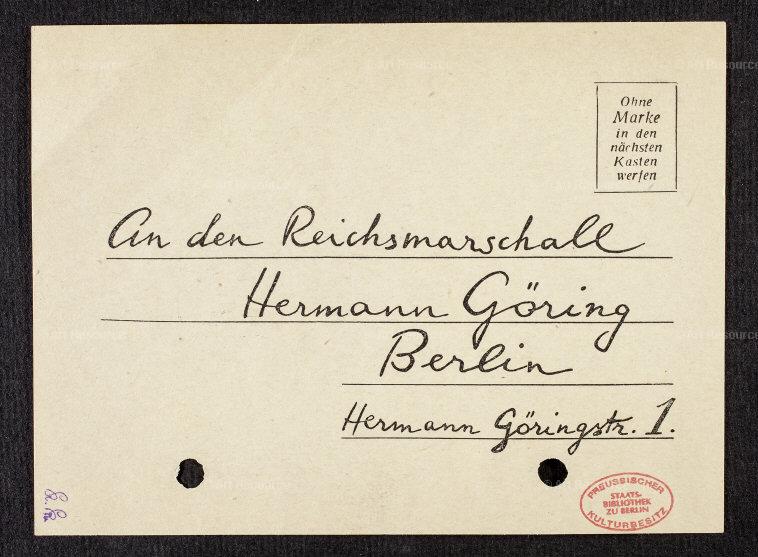 Ohne
Marke
in den
nächsten
Kasten
werfen
An den Reichsmarschall
Hermann Göring
Berlin
Hermann Göringstr. 1.
PREUSSISCHER
STAATS-
BIBLIOTHEK
ZU BERLIN
KULTURBESITZ